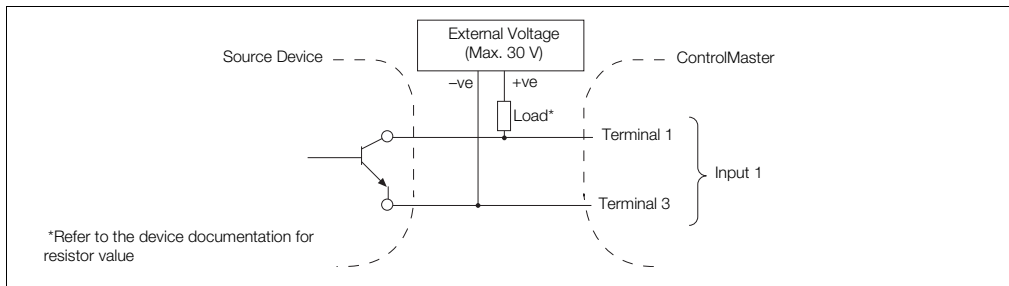 External Voltage
(Max. 30 V)
Source Device
ControlMaster
–ve
+ve
Load*
Terminal 1
Input 1
Terminal 3
*Refer to the device documentation for
resistor value